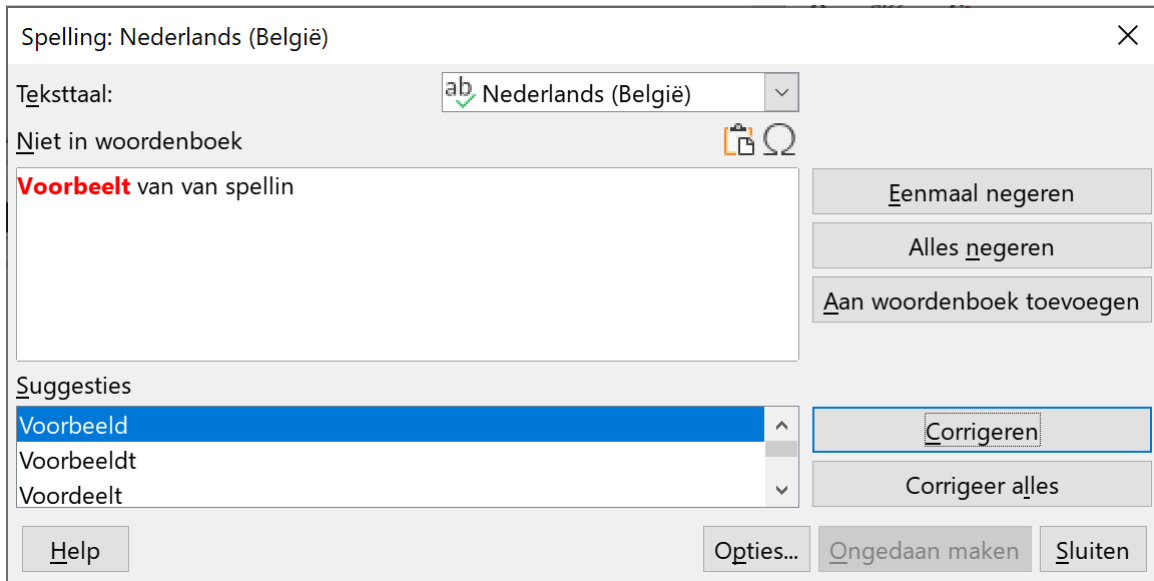 Spelling: Nederlands (België)
Teksttaal:
Nederlands (België)
Niet in woordenboek
Voorbeelt van van spellin
Eenmaal negeren
Alles negeren
Aan woordenboek toevoegen
Suggesties
Voorbeeld
Voorbeeldt
Voordeelt
Corrigeren
Corrigeer alles
Help
Opties...
Ongedaan maken
Sluiten